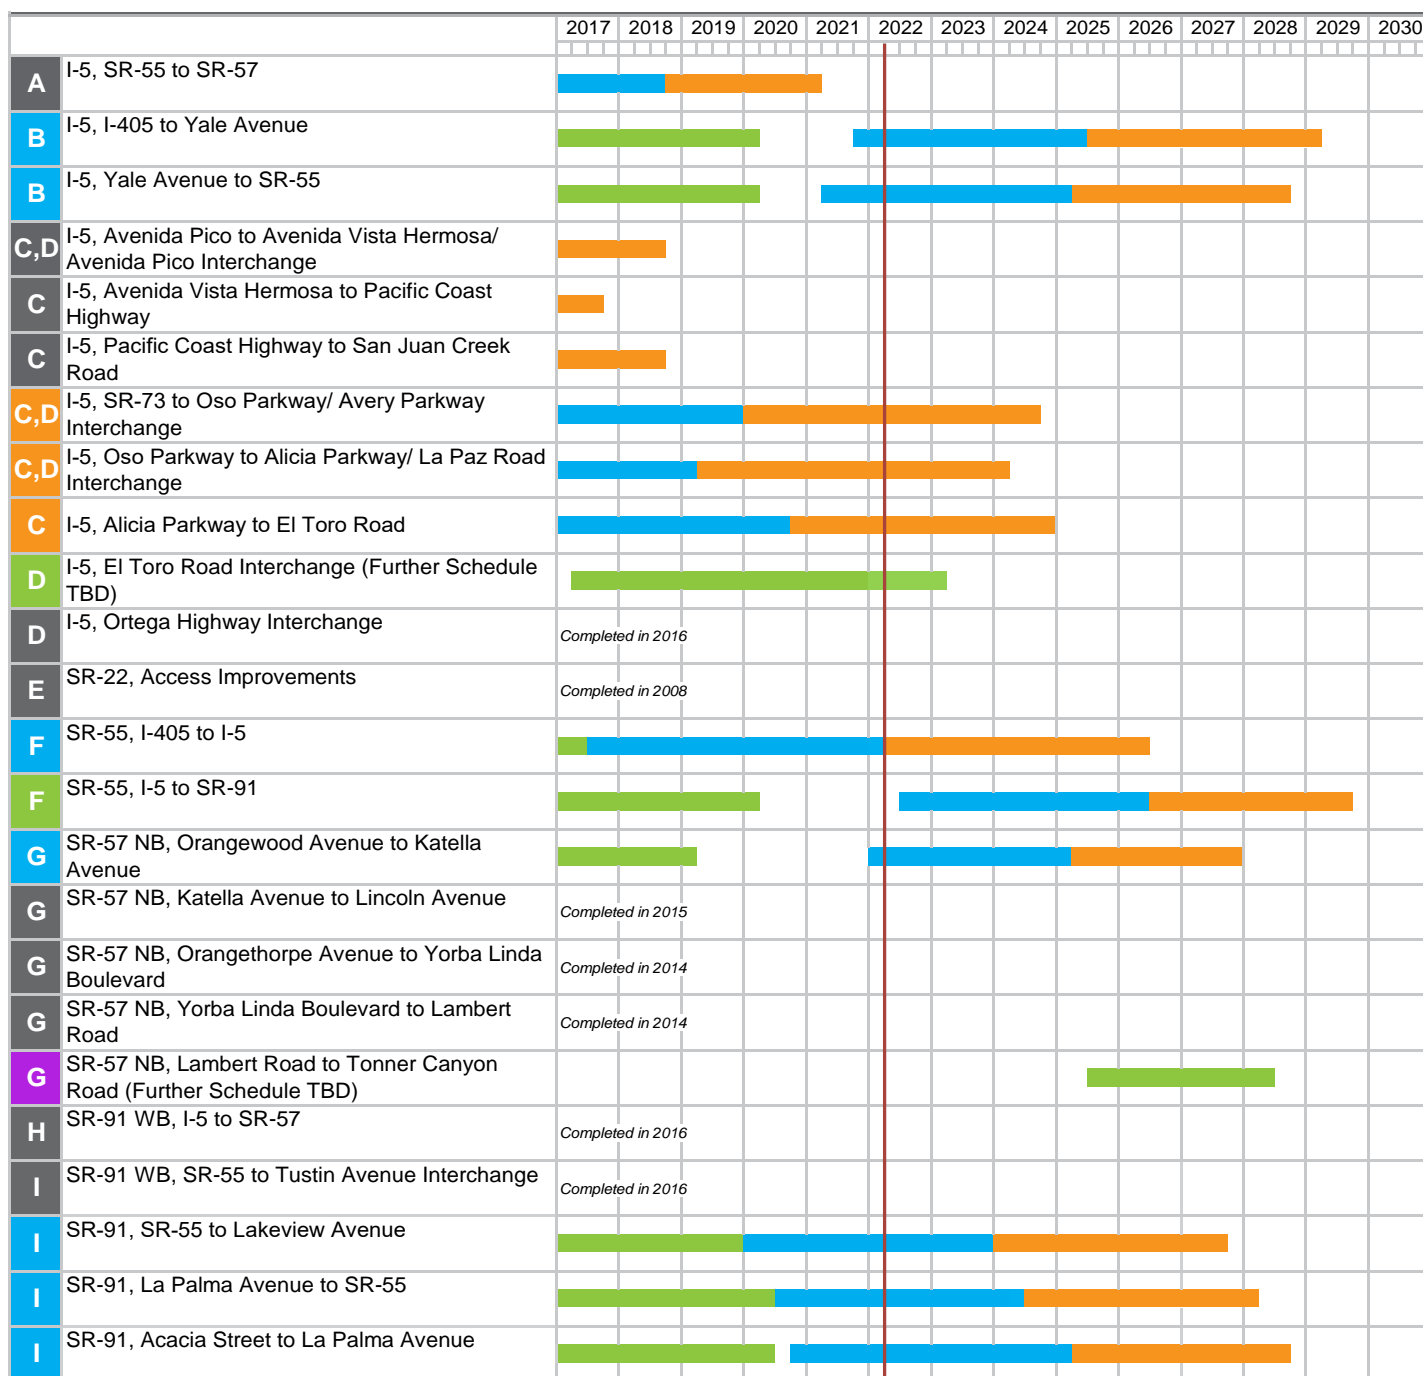 2017 2018 2019 2020 2021 2022 2023 2024 2025 2026 2027 2028 2029 2030
A I-5, SR-55 to SR-57
B I-5, I-405 to Yale Avenue
B I-5, Yale Avenue to SR-55
C,D I-5, Avenida Pico to Avenida Vista Hermosa/
Avenida Pico Interchange
C I-5, Avenida Vista Hermosa to Pacific Coast
Highway
C I-5, Pacific Coast Highway to San Juan Creek
Road
C,D I-5, SR-73 to Oso Parkway/ Avery Parkway
Interchange
C,D I-5, Oso Parkway to Alicia Parkway/ La Paz Road
Interchange
C I-5, Alicia Parkway to El Toro Road
D I-5, El Toro Road Interchange (Further Schedule
TBD)
D I-5, Ortega Highway Interchange Completed in 2016
E SR-22, Access Improvements Completed in 2008
F SR-55, I-405 to I-5
F SR-55, I-5 to SR-91
G SR-57 NB, Orangewood Avenue to Katella
Avenue
G SR-57 NB, Katella Avenue to Lincoln Avenue Completed in 2015
G SR-57 NB, Orangethorpe Avenue to Yorba Linda
Boulevard Completed in 2014
G SR-57 NB, Yorba Linda Boulevard to Lambert
Road Completed in 2014
G SR-57 NB, Lambert Road to Tonner Canyon
Road (Further Schedule TBD)
H SR-91 WB, I-5 to SR-57 Completed in 2016
I SR-91 WB, SR-55 to Tustin Avenue Interchange Completed in 2016
I SR-91, SR-55 to Lakeview Avenue
I SR-91, La Palma Avenue to SR-55
I SR-91, Acacia Street to La Palma Avenue